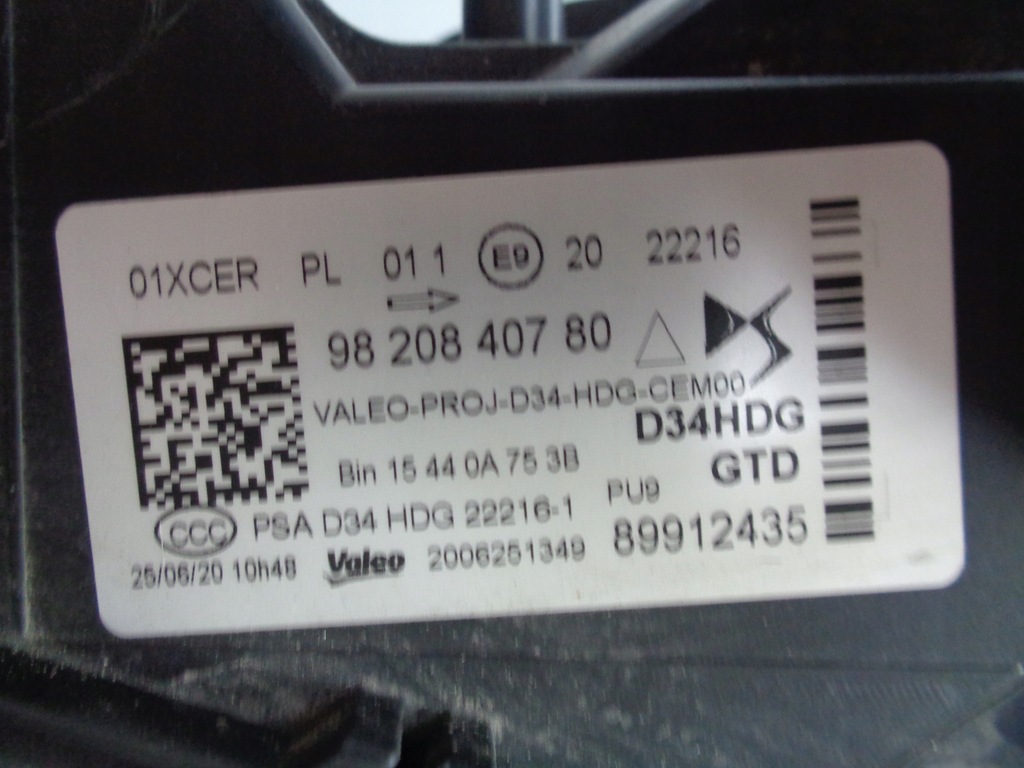 01XCER PL 01 1 E9 20 22216
98 208 407 80
VALEO-PROJ-D34-HDG-CEM00
D34HDG
Bin 15 44 0A 75 3B
GTD
CCC PSA D34 HDG 22216-1 PU9
25/06/20 10h48 Valeo 2006251349 89912435